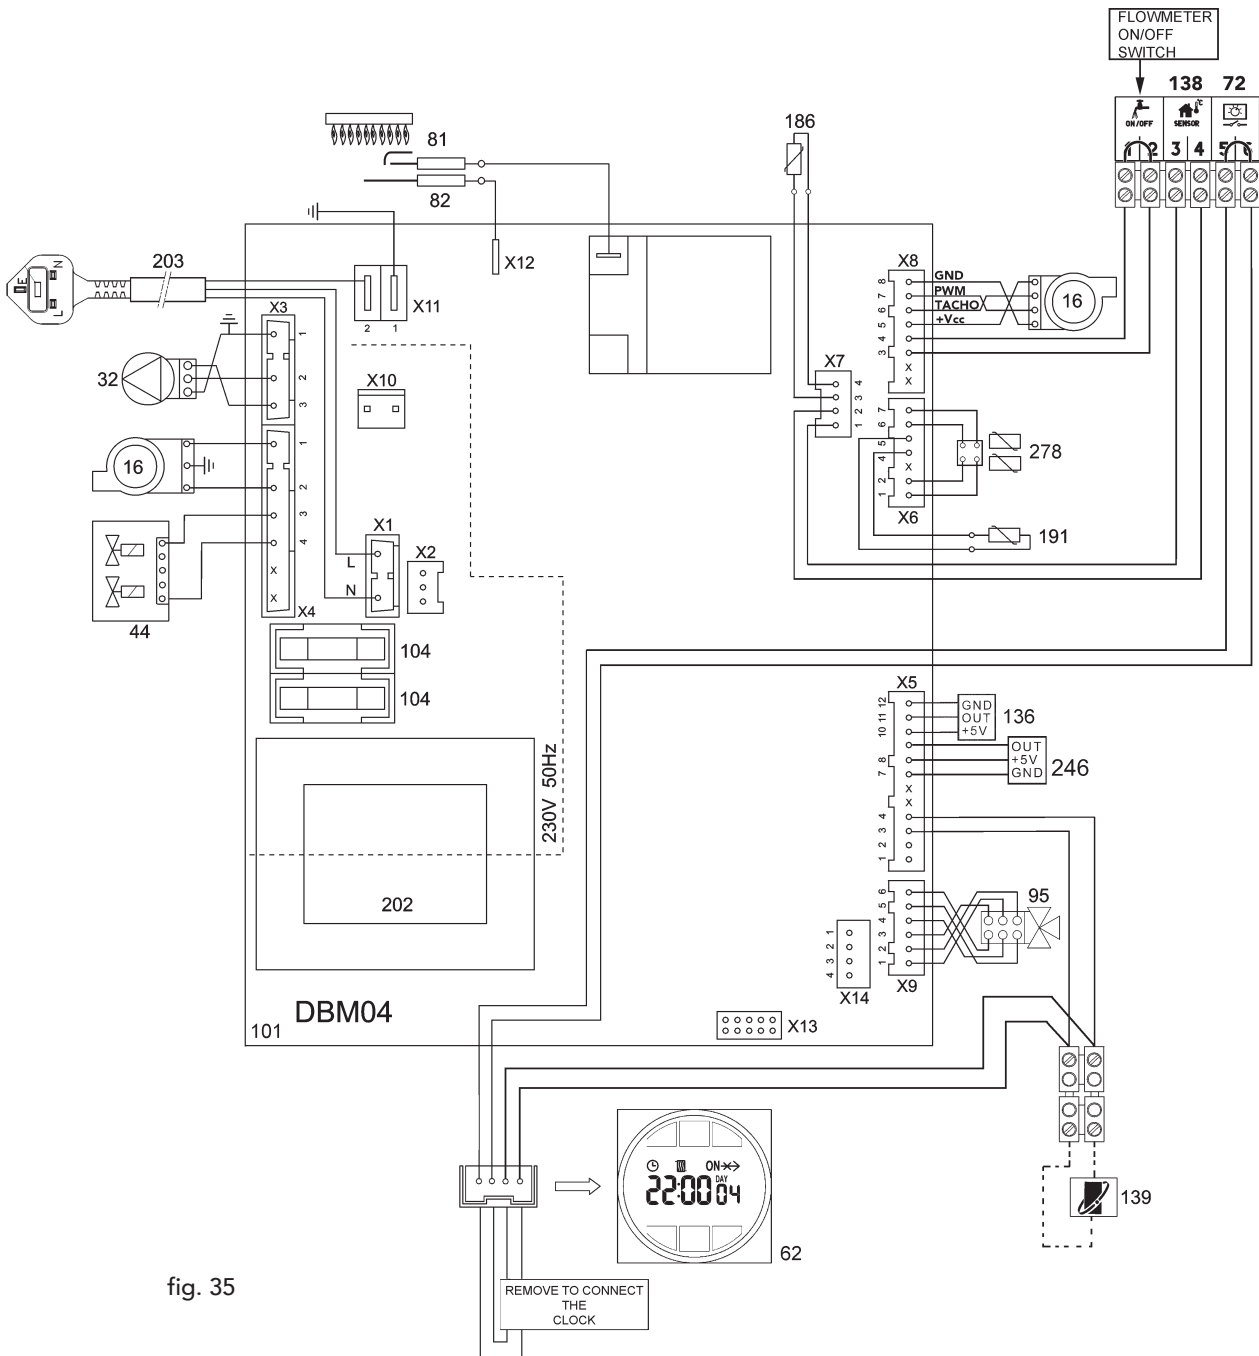 FLOWMETER
ON/OFF
SWITCH
138 72
ON/OFF
SENSOR
°C
1 2 3 4 5 6
186
81
82
X12
203
N
E
L
X11
2 1
X3
1
2
3
32
X10
16
1
2
3
4
X
X
X4
44
X1
L
N
X2
104
104
230V 50Hz
202
DBM04
101
X8
8
7
6
5
4
3
X
X
GND
PWM
TACHO
+Vcc
16
X7
4
3
2
1
7
6
5
4
X
2
1
X6
278
191
X5
12
11
10
8
7
X
X
4
3
2
1
GND
OUT
+5V
136
OUT
+5V
GND
246
6
5
4
3
2
1
X9
95
1
2
3
4
X14
X13
ON
22:00 DAY 04
62
139
REMOVE TO CONNECT
THE
CLOCK
fig. 35